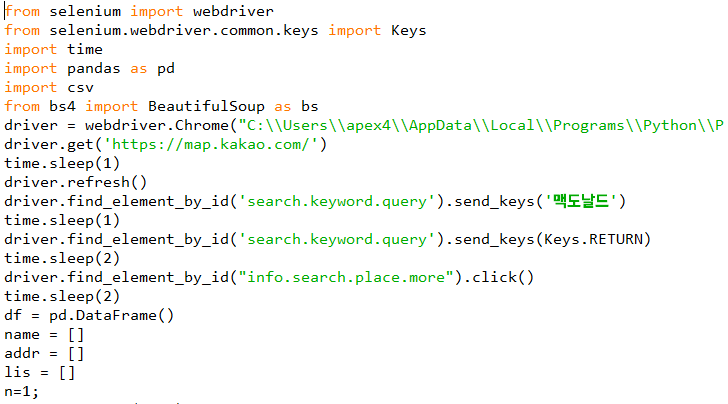 from selenium import webdriver
from selenium.webdriver.common.keys import Keys
import time
import pandas as pd
import csv
from bs4 import BeautifulSoup as bs
driver = webdriver.Chrome("C:\\Users\\apex4\\AppData\\Local\\Programs\\Python\\P
driver.get('https://map.kakao.com/')
time.sleep(1)
driver.refresh()
driver.find_element_by_id('search.keyword.query').send_keys('맥도날드')
time.sleep(1)
driver.find_element_by_id('search.keyword.query').send_keys(Keys.RETURN)
time.sleep(2)
driver.find_element_by_id("info.search.place.more").click()
time.sleep(2)
df = pd.DataFrame()
name = []
addr = []
lis = []
n=1;